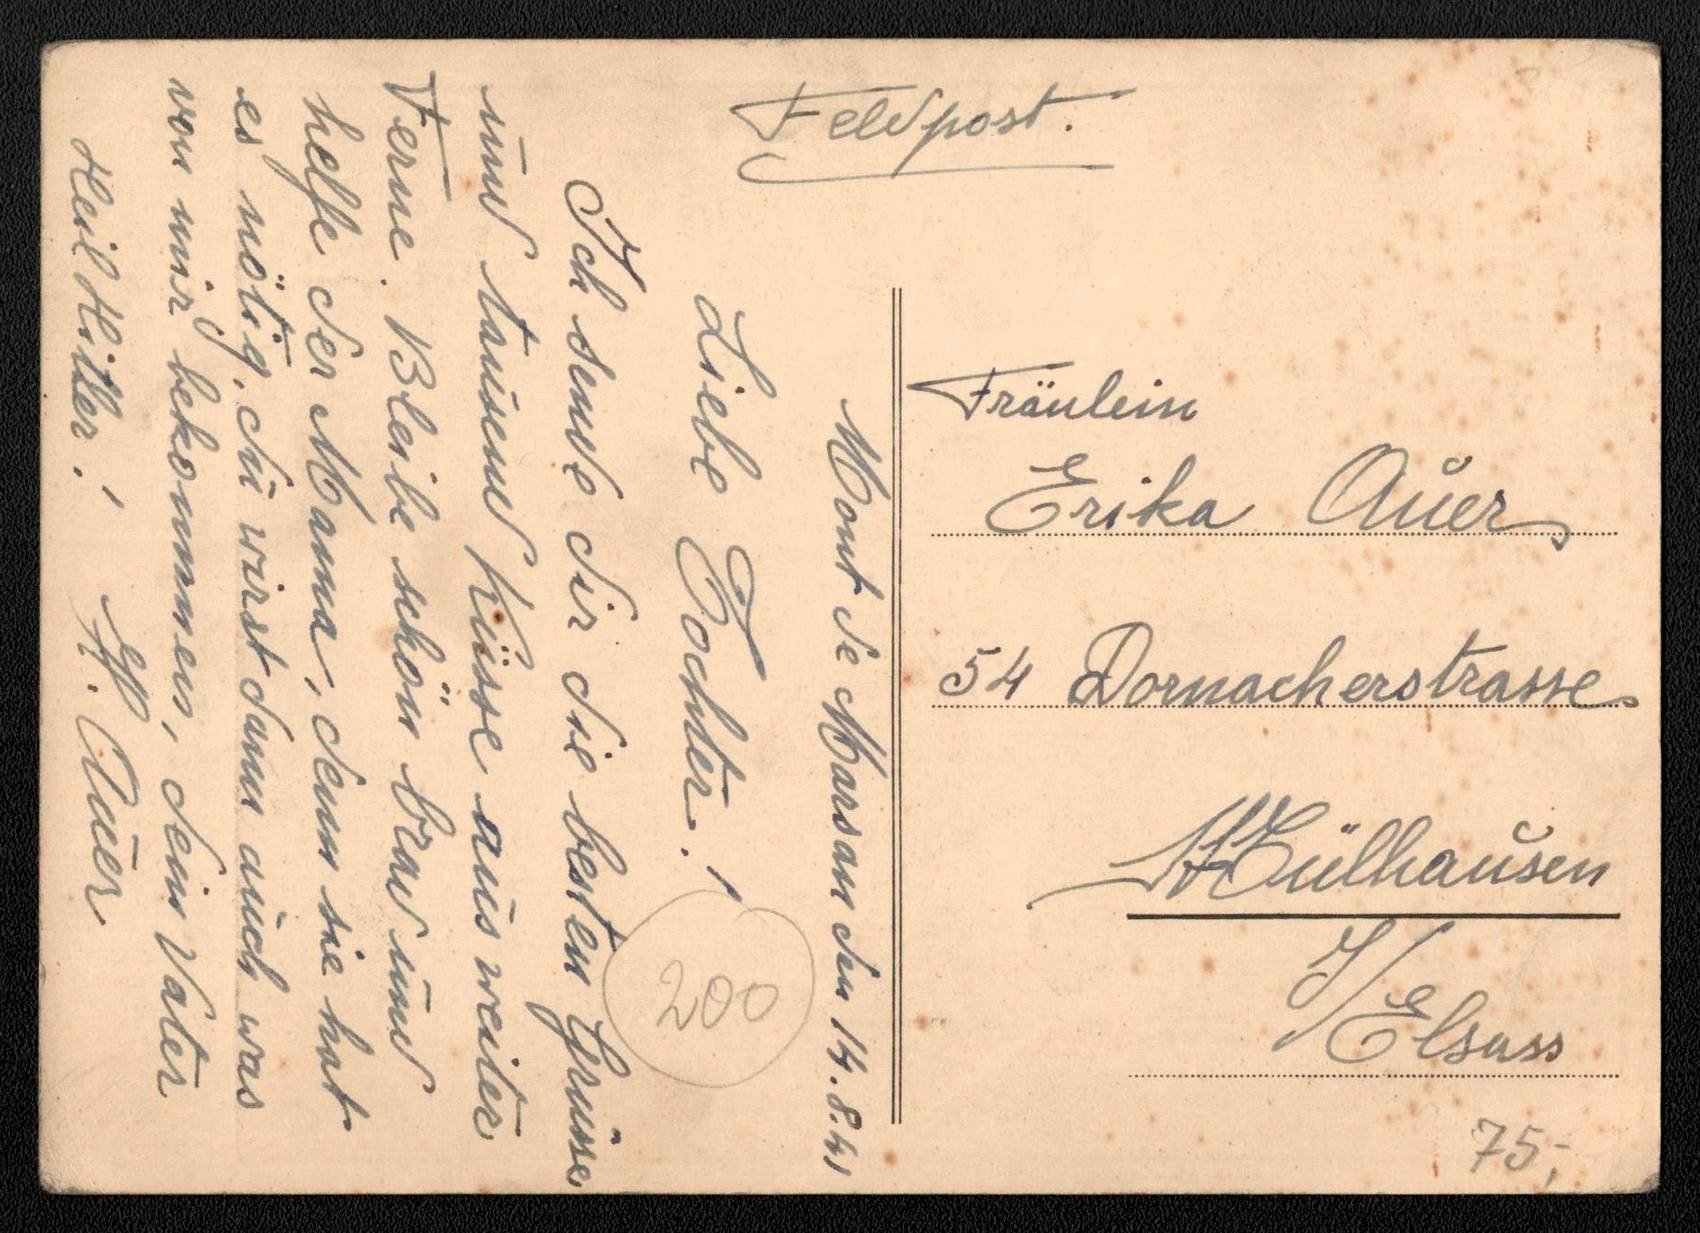 Feldpost.
Mont de Marsan den 14.8.41
Liebe Tochter!
Ich sende dir die besten Grüsse
und tausend Küsse aus weiter
Ferne. Bleibe schön brav und
helfe der Mama, denn sie hat
es nötig. du wirst dann auch was
von mir bekommen, dein Vater
Heil Hitler! H. Auer
Fräulein
Erika Auer
54 Dornacherstrasse
Mülhausen
I/Elsass
200
75,-